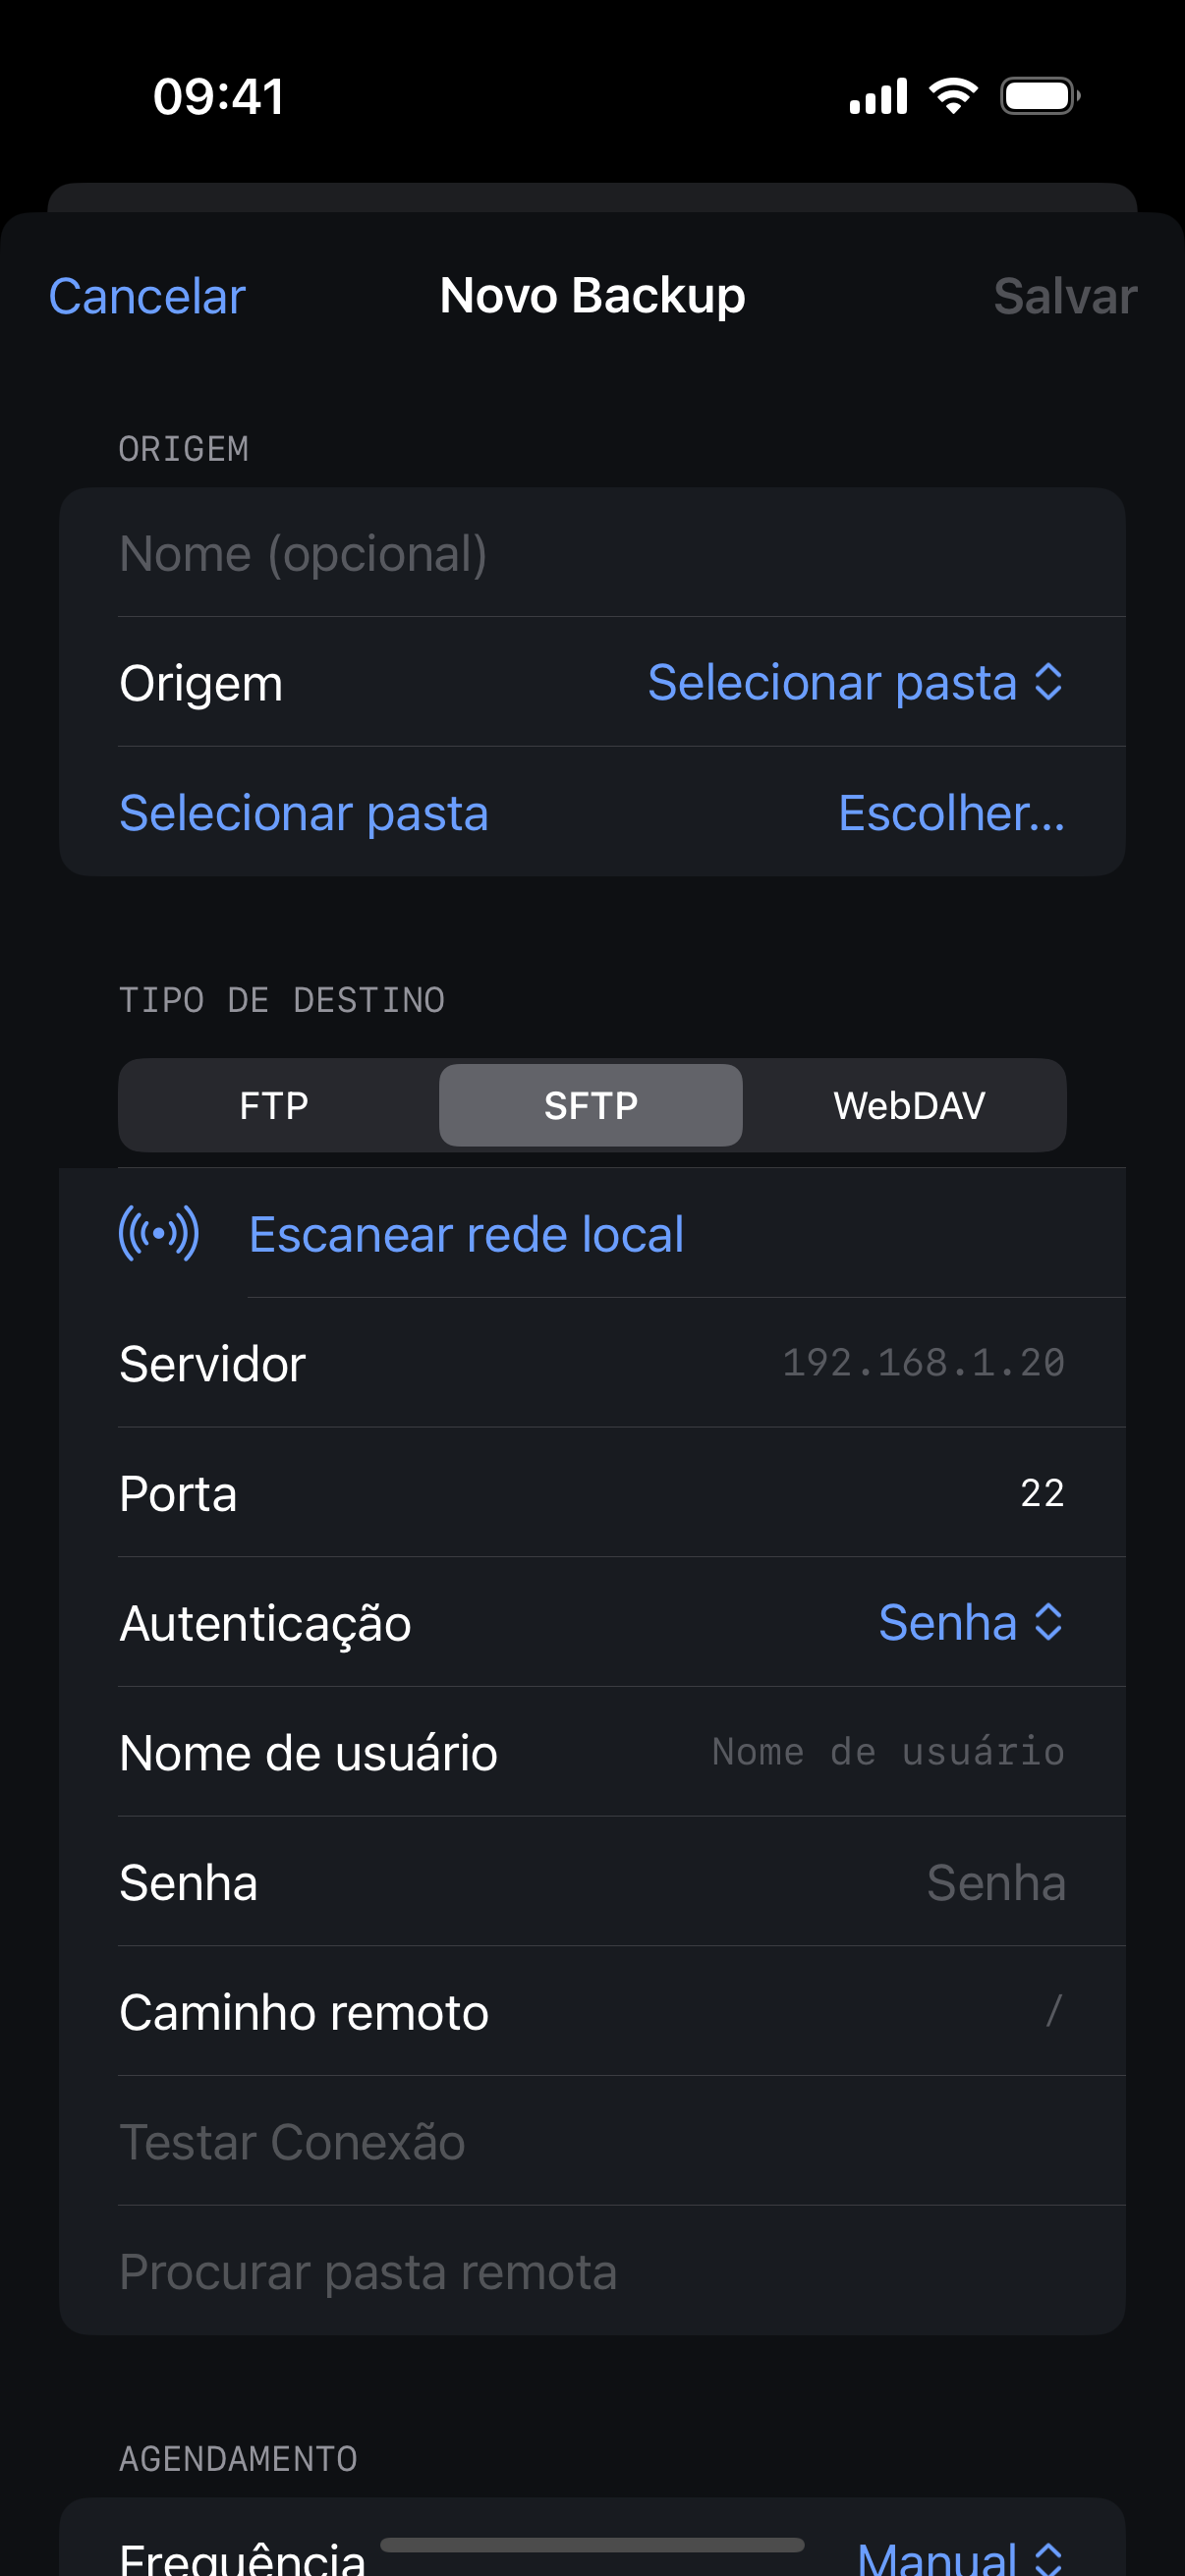 09:41
Cancelar Novo Backup Salvar
ORIGEM
Nome (opcional)
Origem Selecionar pasta
Selecionar pasta Escolher...
TIPO DE DESTINO
FTP SFTP WebDAV
Escanear rede local
Servidor 192.168.1.20
Porta 22
Autenticação Senha
Nome de usuário Nome de usuário
Senha Senha
Caminho remoto /
Testar Conexão
Procurar pasta remota
AGENDAMENTO
Frequência Manual